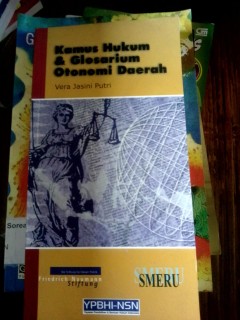 Kamus Hukum
& Glosarium
Otonomi Daerah
Vera Jasini Putri
Friedrich Naumann
Stiftung
SMERU
YPBHI-NSN